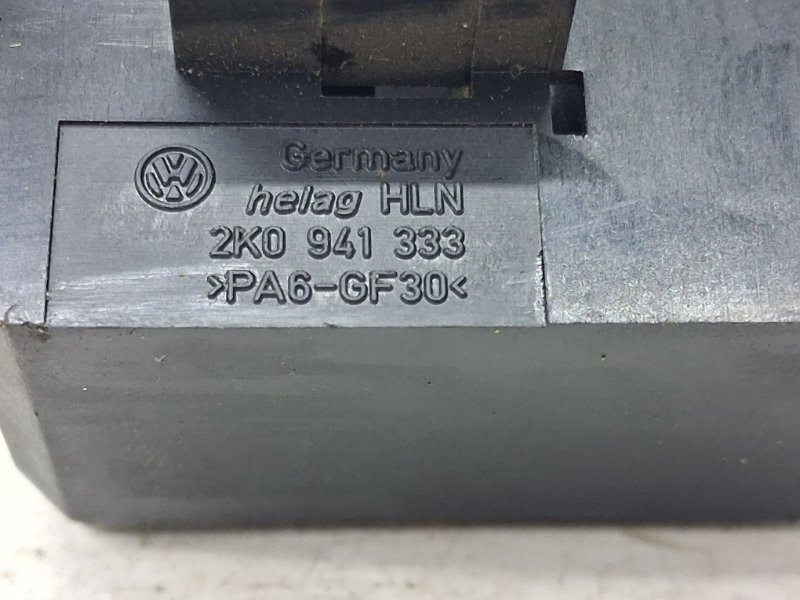 Germany
helag HLN
2K0 941 333
>PA6-GF30<